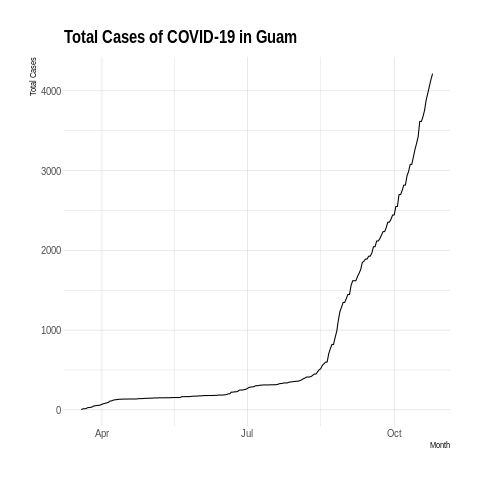 Total Cases of COVID-19 in Guam
Total Cases
4000
3000
2000
1000
0
Apr
Jul
Oct
Month